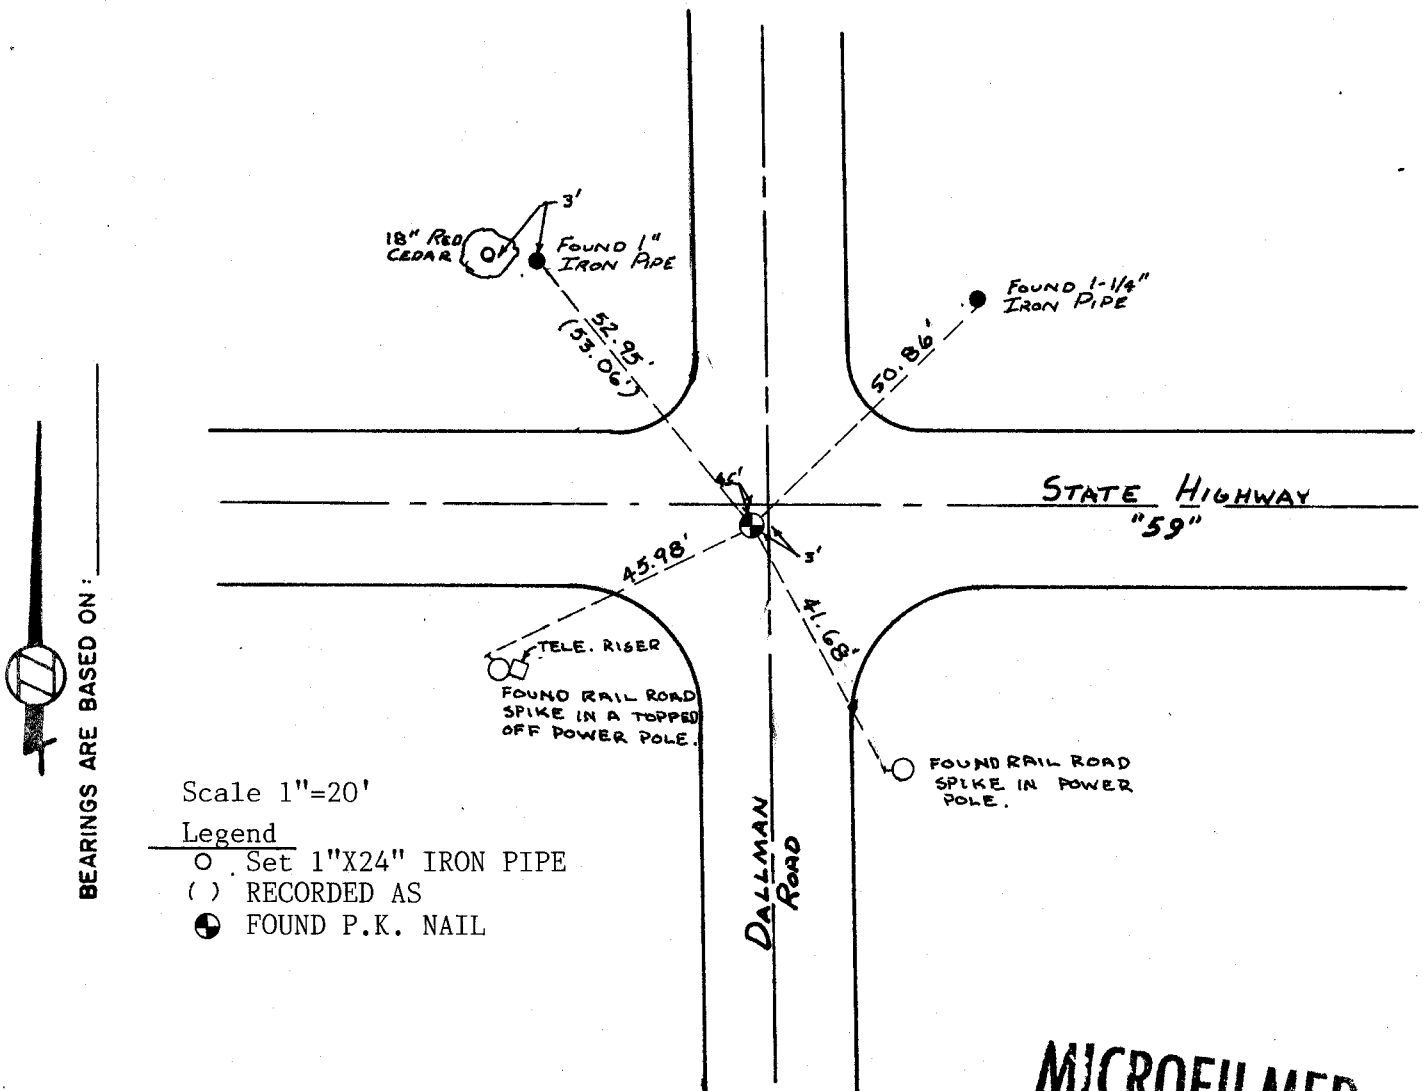 3'
18" RED
CEDAR
FOUND 1"
IRON PIPE
FOUND 1-1/4"
IRON PIPE
52.95'
(53.06')
50.86'
STATE HIGHWAY
"59"
3'
45.98'
41.68'
TELE. RISER
FOUND RAIL ROAD
SPIKE IN A TOPPED
OFF POWER POLE.
FOUND RAIL ROAD
SPIKE IN POWER
POLE.
BEARINGS ARE BASED ON:
Scale 1"=20'
Legend
Set 1"X24" IRON PIPE
( ) RECORDED AS
FOUND P.K. NAIL
DALLMAN
ROAD
MICROFILMED